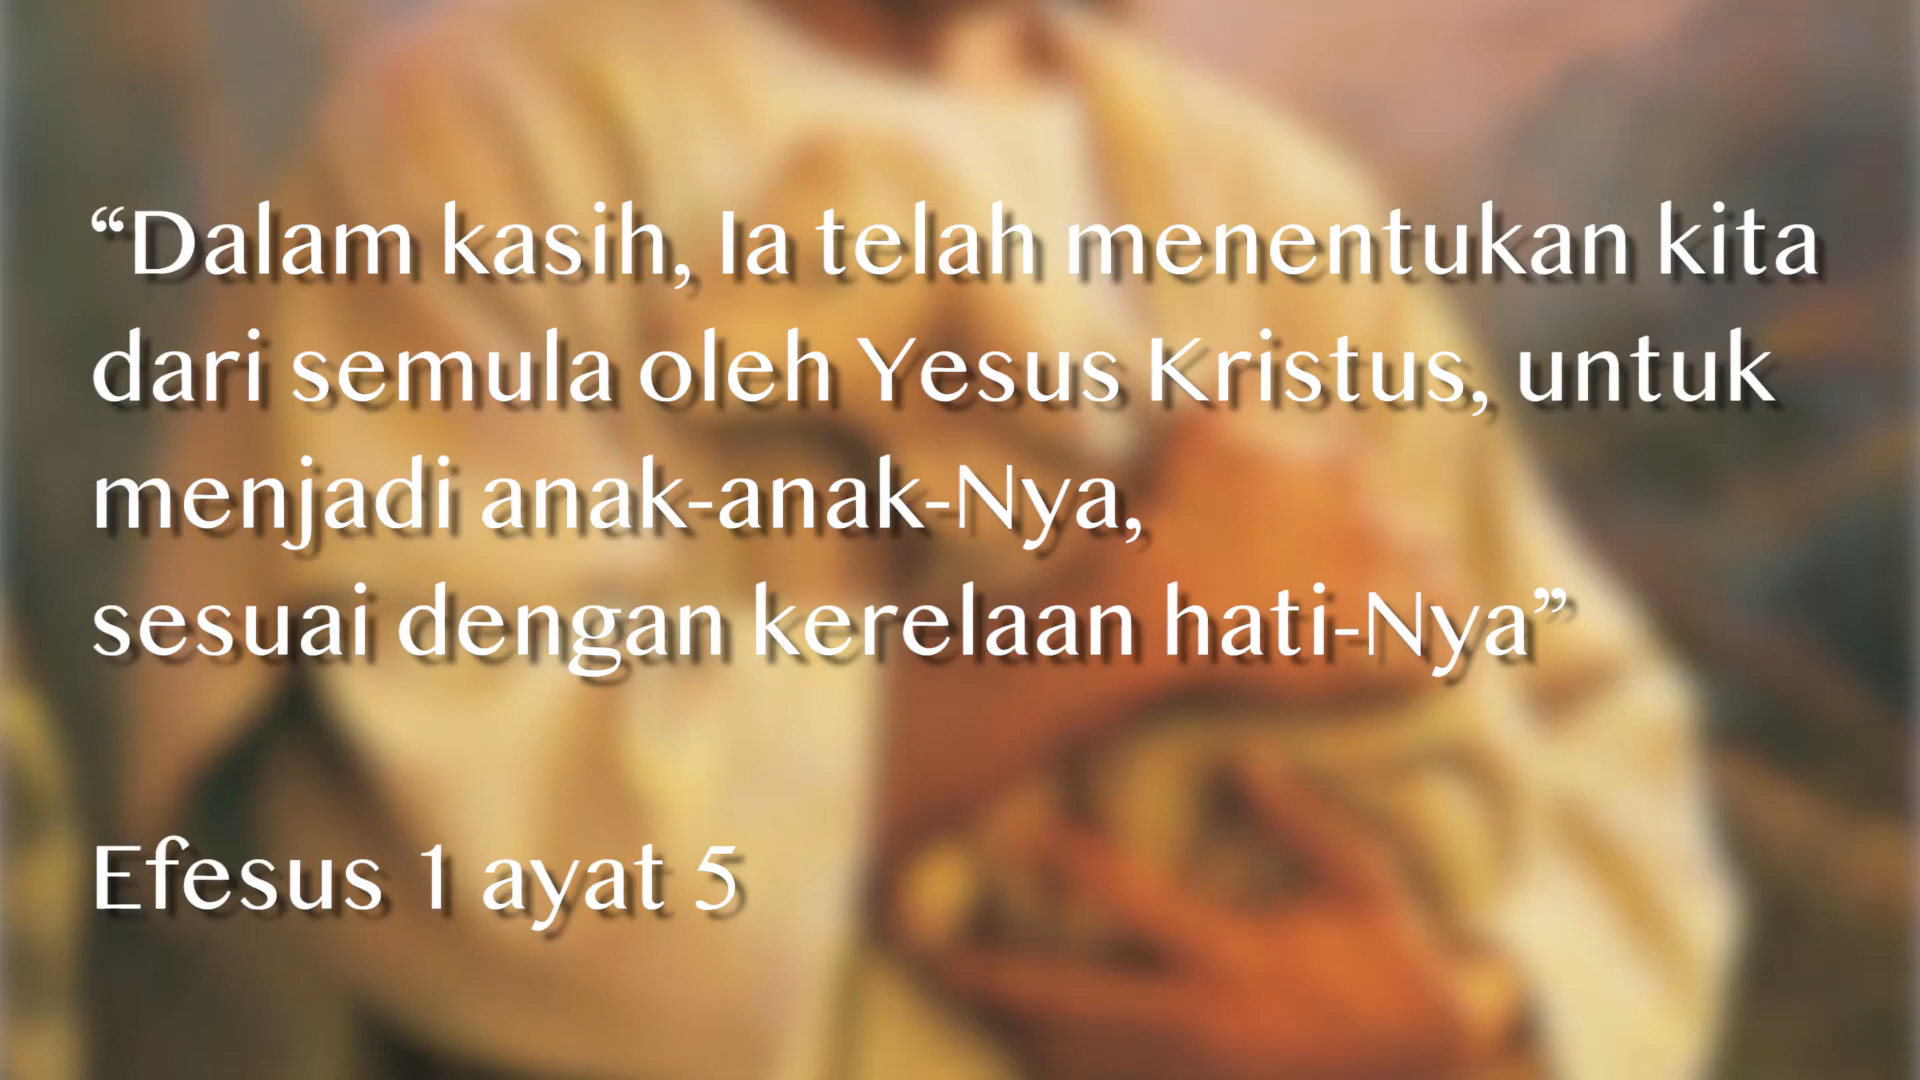 “Dalam kasih, Ia telah menentukan kita
dari semula oleh Yesus Kristus, untuk
menjadi anak-anak-Nya,
sesuai dengan kerelaan hati-Nya”
Efesus 1 ayat 5